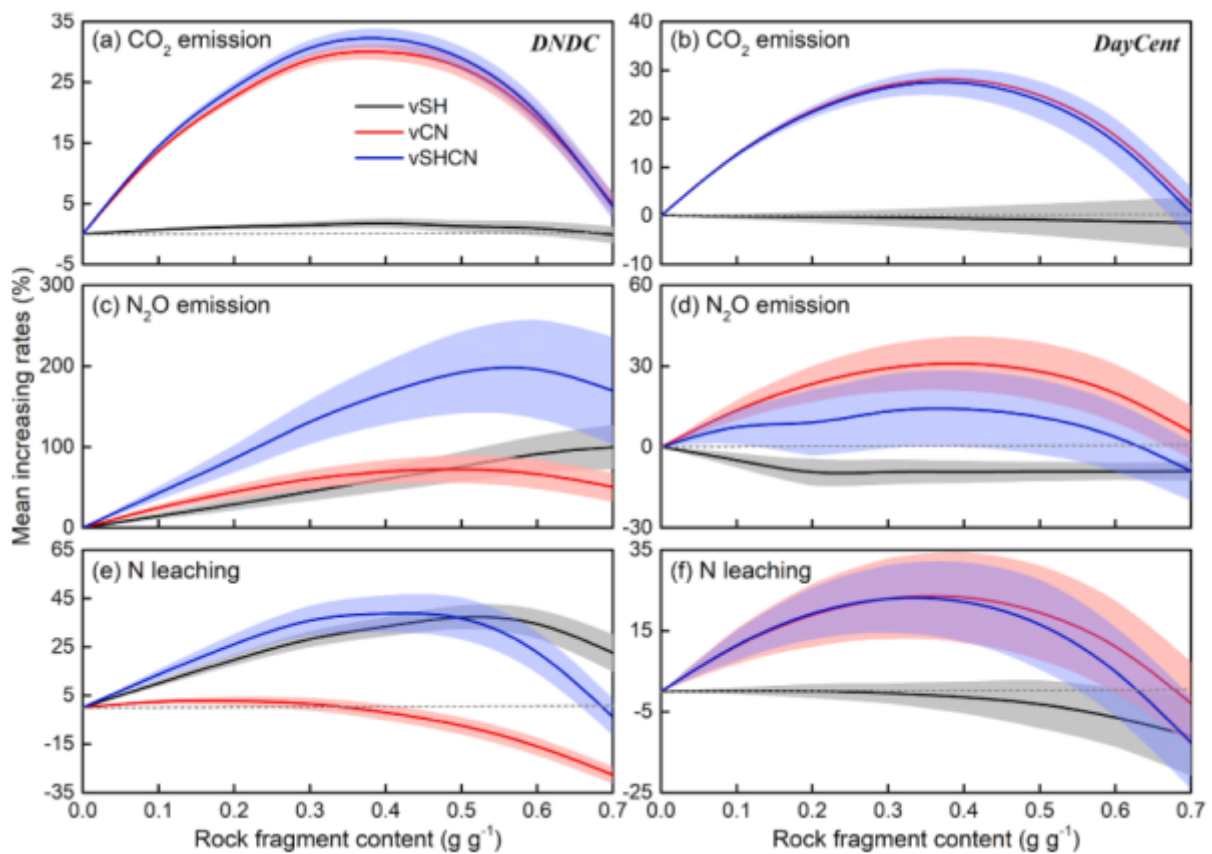 (a) CO2 emission
DNDC
(b) CO2 emission
DayCent
vSH
vCN
vSHCN
35
25
15
5
-5
40
30
20
10
0
-10
(c) N2O emission
(d) N2O emission
300
200
100
0
60
30
0
-30
Mean increasing rates (%)
(e) N leaching
(f) N leaching
65
45
25
5
-15
-35
35
15
-5
-25
0.0 0.1 0.2 0.3 0.4 0.5 0.6 0.7
0.0 0.1 0.2 0.3 0.4 0.5 0.6 0.7
Rock fragment content (g g-1)
Rock fragment content (g g-1)